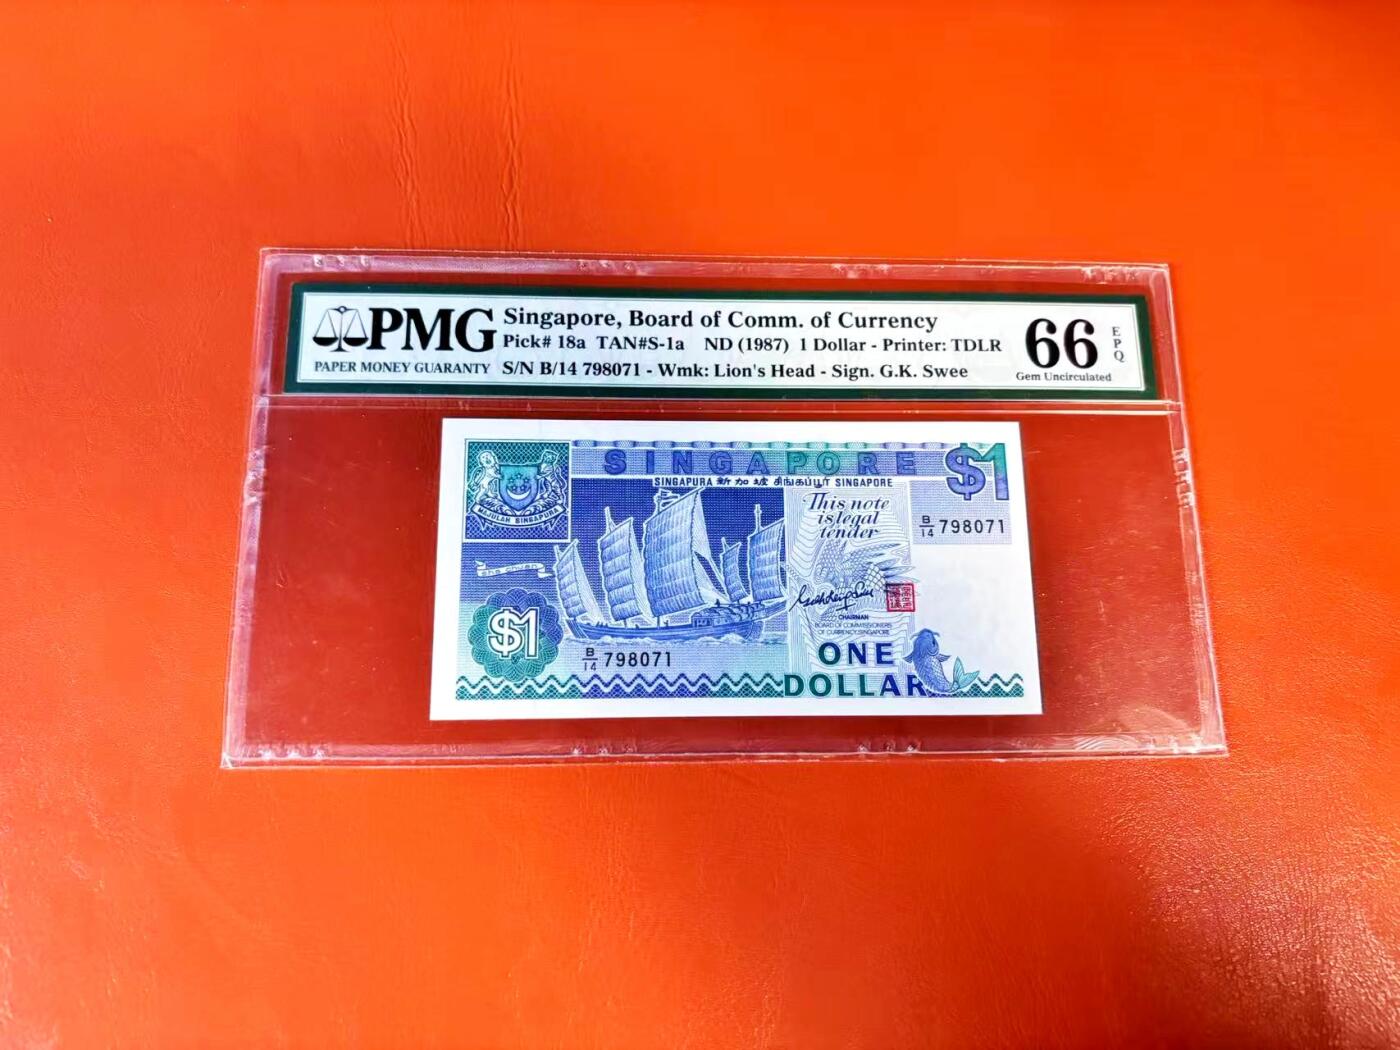 PMG
PAPER MONEY GUARANTY
Singapore, Board of Comm. of Currency
Pick# 18a TAN#S-1a ND (1987) 1 Dollar - Printer: TDLR
S/N B/14 798071 - Wmk: Lion's Head - Sign. G.K. Swee
66
EPQ
Gem Uncirculated
SINGAPORE
$1
SINGAPURA 新加坡 சிங்கப்பூர் SINGAPORE
MAJULAH SINGAPURA
This note
is legal
tender
B/14 798071
CHAIRMAN
BOARD OF COMMISSIONERS
OF CURRENCY, SINGAPORE
$1
B/14 798071
ONE
DOLLAR